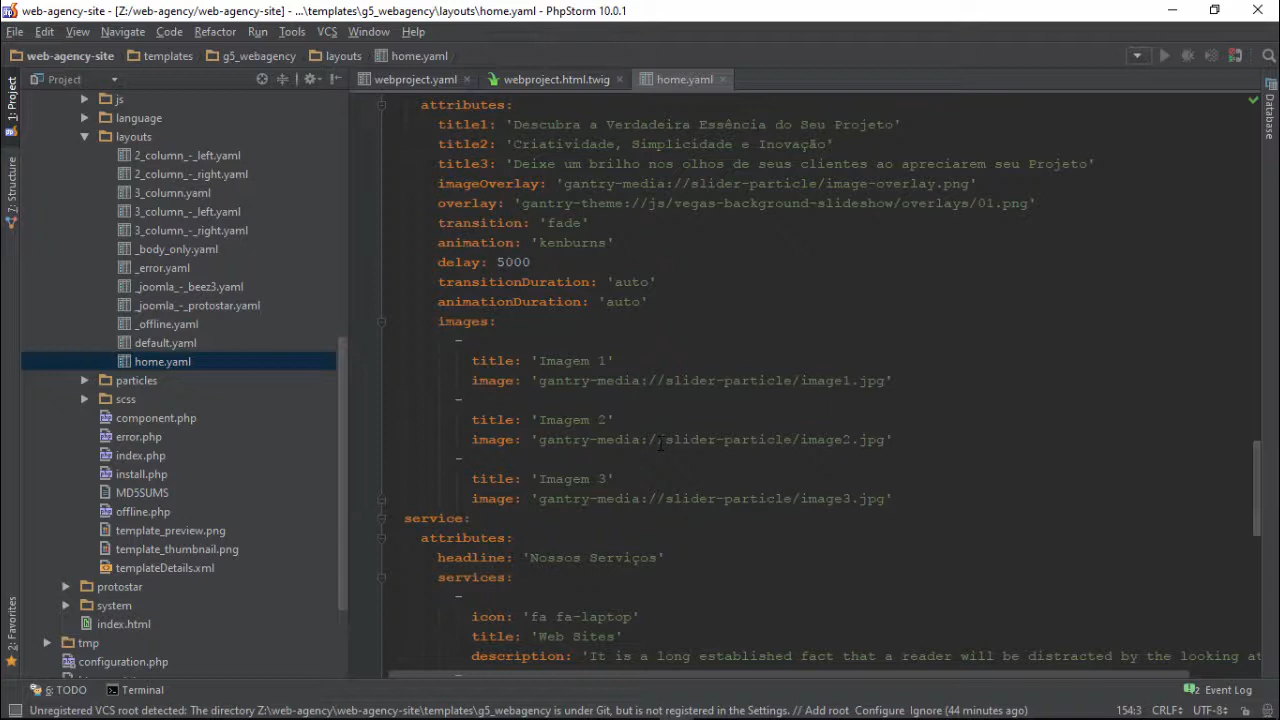 web-agency-site - [Z:/web-agency/web-agency-site] - ...\templates\g5_webagency\layouts\home.yaml - PhpStorm 10.0.1
File Edit View Navigate Code Refactor Run Tools VCS Window Help
web-agency-site templates g5_webagency layouts home.yaml
Project
webproject.yaml webproject.html.twig home.yaml
1: Project
7: Structure
2: Favorites
Database
js
language
layouts
2_column_-_left.yaml
2_column_-_right.yaml
3_column.yaml
3_column_-_left.yaml
3_column_-_right.yaml
_body_only.yaml
_error.yaml
_joomla_-_beez3.yaml
_joomla_-_protostar.yaml
_offline.yaml
default.yaml
home.yaml
particles
scss
component.php
error.php
index.php
install.php
MD5SUMS
offline.php
template_preview.png
template_thumbnail.png
templateDetails.xml
protostar
system
index.html
tmp
configuration.php
attributes:
title1: 'Descubra a Verdadeira Essência do Seu Projeto'
title2: 'Criatividade, Simplicidade e Inovação'
title3: 'Deixe um brilho nos olhos de seus clientes ao apreciarem seu Projeto'
imageOverlay: 'gantry-media://slider-particle/image-overlay.png'
overlay: 'gantry-theme://js/vegas-background-slideshow/overlays/01.png'
transition: 'fade'
animation: 'kenburns'
delay: 5000
transitionDuration: 'auto'
animationDuration: 'auto'
images:
-
title: 'Imagem 1'
image: 'gantry-media://slider-particle/image1.jpg'
-
title: 'Imagem 2'
image: 'gantry-media://slider-particle/image2.jpg'
-
title: 'Imagem 3'
image: 'gantry-media://slider-particle/image3.jpg'
service:
attributes:
headline: 'Nossos Serviços'
services:
-
icon: 'fa fa-laptop'
title: 'Web Sites'
description: 'It is a long established fact that a reader will be distracted by the looking at
-
6: TODO Terminal 2 Event Log
Unregistered VCS root detected: The directory Z:\web-agency\web-agency-site\templates\g5_webagency is under Git, but is not registered in the Settings. // Add root Configure Ignore (44 minutes ago) 154:3 CRLF÷ UTF-8÷